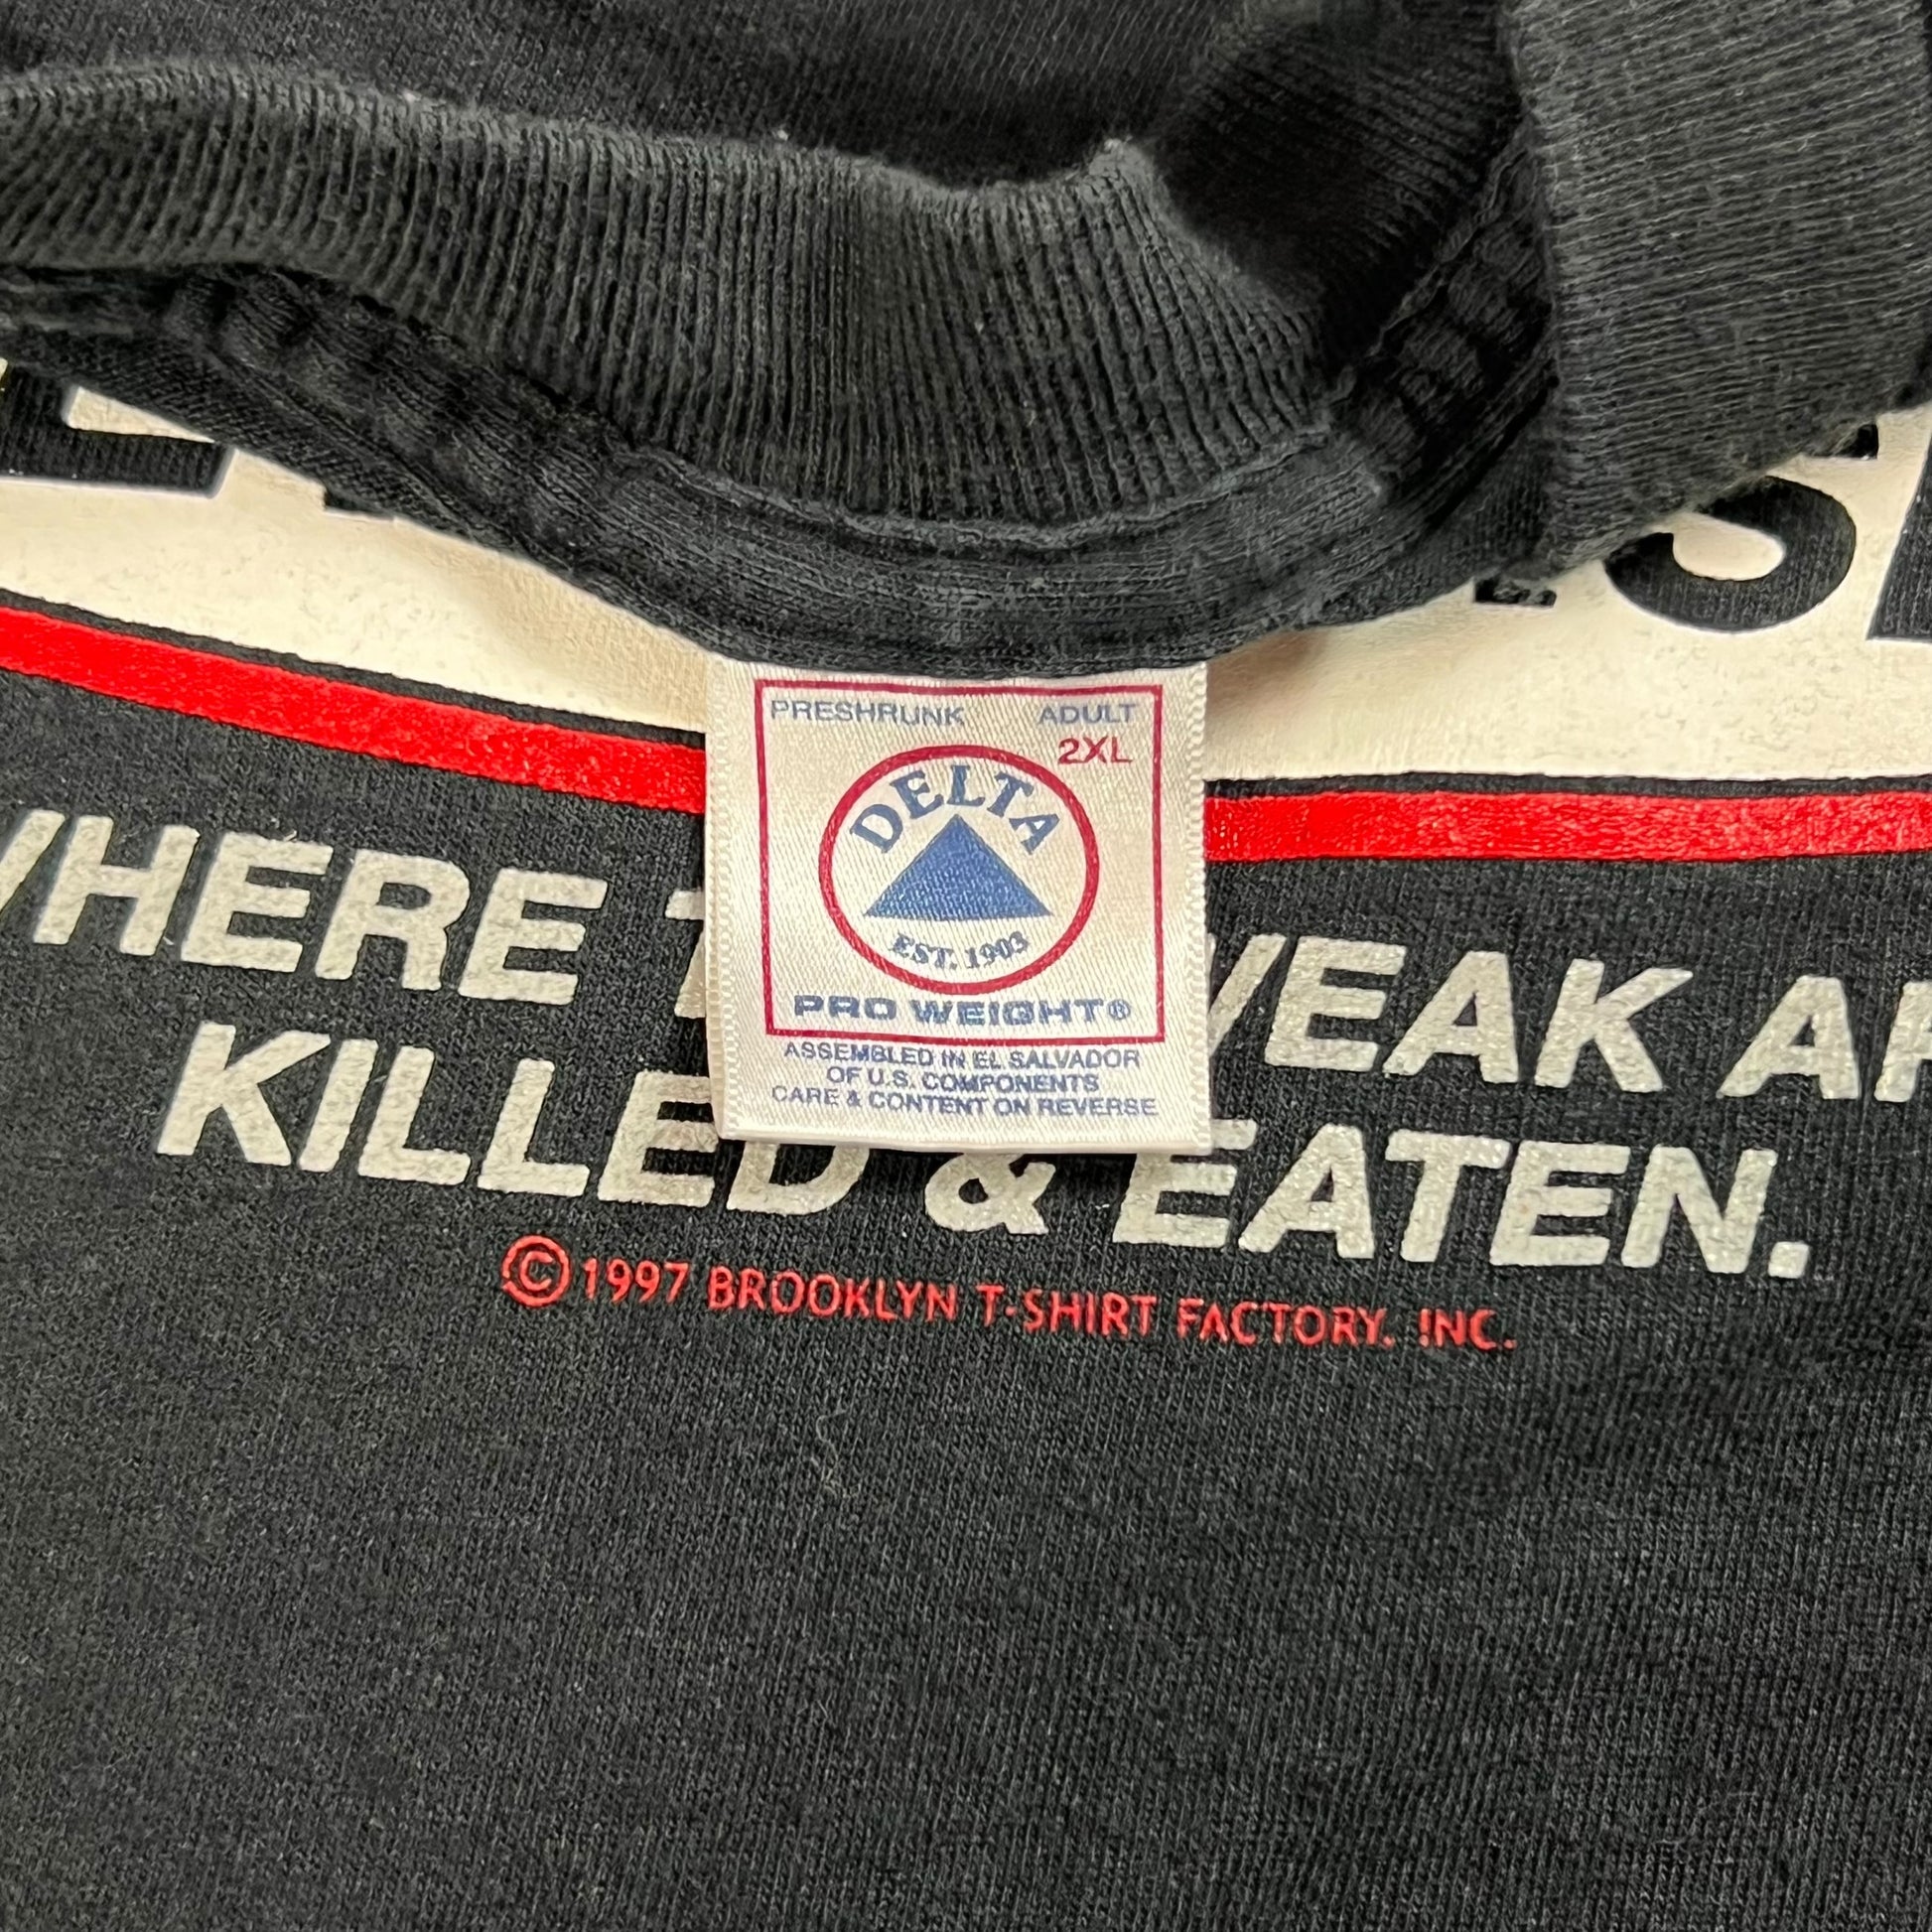 PRESHRUNK ADULT
2XL
DELTA
EST. 1903
PRO WEIGHT®
ASSEMBLED IN EL SALVADOR
OF U.S. COMPONENTS
CARE & CONTENT ON REVERSE
WHERE WEAK
KILLED & EATEN.
©1997 BROOKLYN T-SHIRT FACTORY, INC.